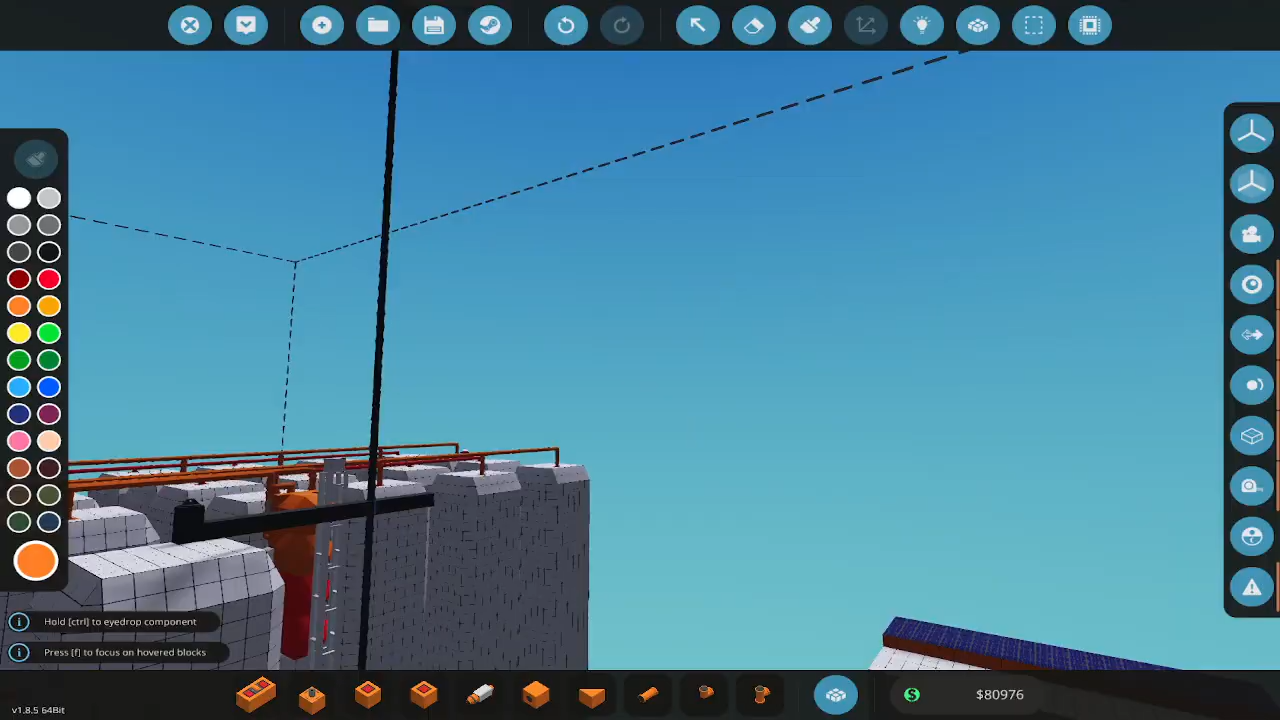 Hold [ctrl] to eyedrop component
Press [f] to focus on hovered blocks
$80976
v1.8.5 64Bit